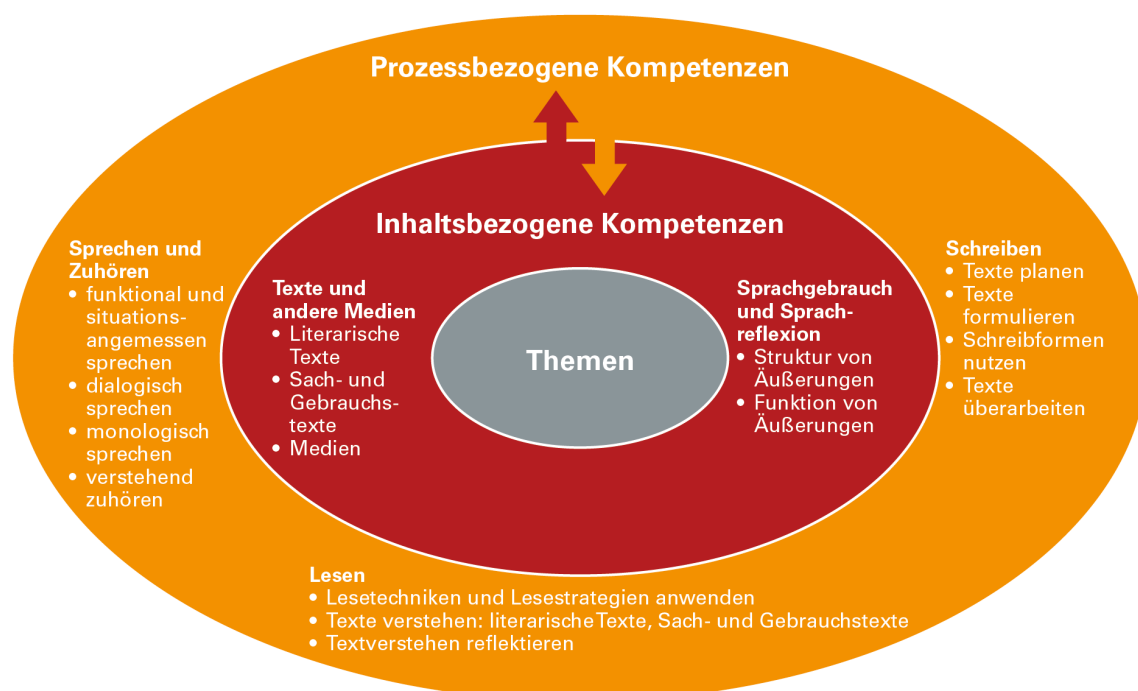 Prozessbezogene Kompetenzen
Inhaltsbezogene Kompetenzen
Sprechen und
Zuhören
• funktional und
situations-
angemessen
sprechen
• dialogisch
sprechen
• monologisch
sprechen
• verstehend
zuhören
Texte und
andere Medien
• Literarische
Texte
• Sach- und
Gebrauchs-
texte
• Medien
Themen
Sprachgebrauch
und Sprach-
reflexion
• Struktur von
Äußerungen
• Funktion von
Äußerungen
Schreiben
• Texte planen
• Texte
formulieren
• Schreibformen
nutzen
• Texte
überarbeiten
Lesen
• Lesetechniken und Lesestrategien anwenden
• Texte verstehen: literarische Texte, Sach- und Gebrauchstexte
• Textverstehen reflektieren